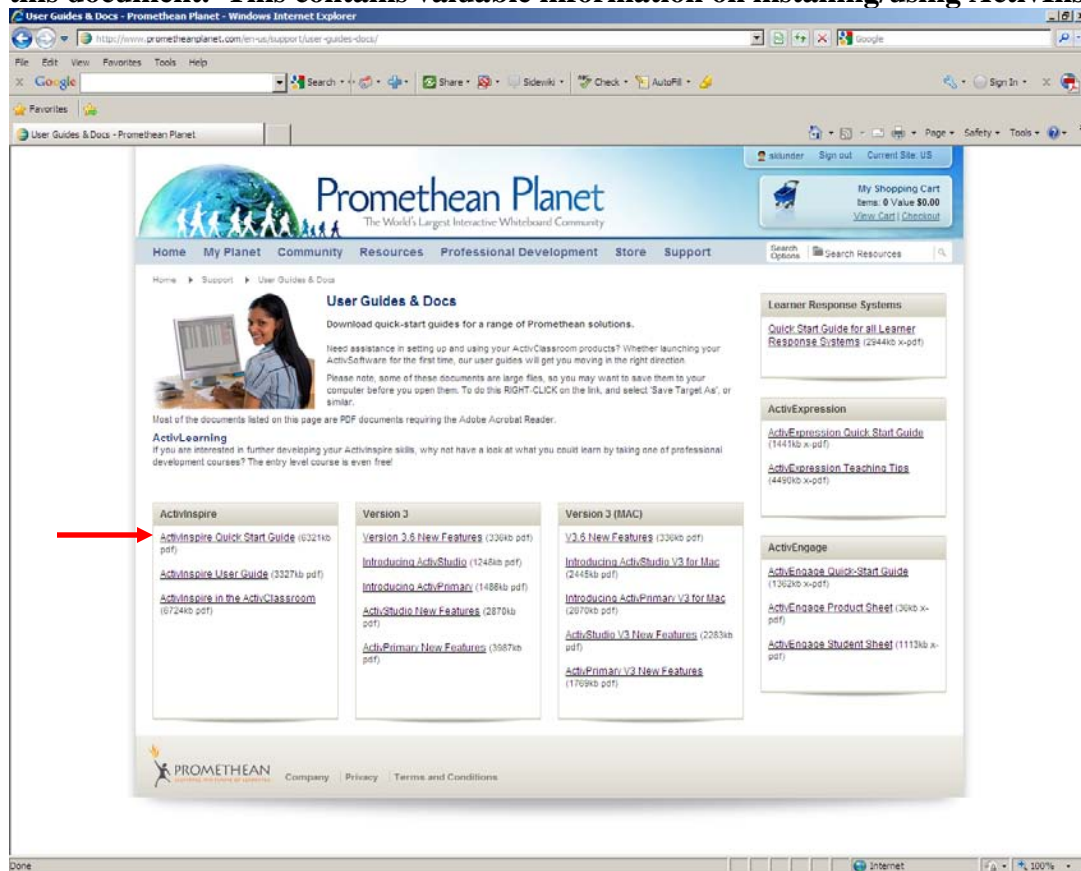 this document. This contains valuable information on installing/using ActivIns
User Guides & Docs - Promethean Planet - Windows Internet Explorer
http://www.prometheanplanet.com/en-us/support/user-guides-docs/
Google
File Edit View Favorites Tools Help
Google
Search
Share
Sidewiki
Check
AutoFill
Sign In
Favorites
User Guides & Docs - Promethean Planet
Page
Safety
Tools
sklunder Sign out Current Site: US
Promethean Planet
The World's Largest Interactive Whiteboard Community
My Shopping Cart
Items: 0 Value $0.00
View Cart | Checkout
Home My Planet Community Resources Professional Development Store Support
Search Options
Search Resources
Home Support User Guides & Docs
User Guides & Docs
Download quick-start guides for a range of Promethean solutions.
Need assistance in setting up and using your ActivClassroom products? Whether launching your
ActivSoftware for the first time, our user guides will get you moving in the right direction.
Please note, some of these documents are large files, so you may want to save them to your
computer before you open them. To do this RIGHT-CLICK on the link, and select 'Save Target As', or
similar.
Most of the documents listed on this page are PDF documents requiring the Adobe Acrobat Reader.
ActivLearning
If you are interested in further developing your ActivInspire skills, why not have a look at what you could learn by taking one of professional
development courses? The entry level course is even free!
ActivInspire
ActivInspire Quick Start Guide (6321kb
pdf)
ActivInspire User Guide (3327kb pdf)
ActivInspire in the ActivClassroom
(6724kb pdf)
Version 3
Version 3.6 New Features (336kb pdf)
Introducing ActivStudio (1248kb pdf)
Introducing ActivPrimary (1486kb pdf)
ActivStudio New Features (2870kb
pdf)
ActivPrimary New Features (3987kb
pdf)
Version 3 (MAC)
V3.6 New Features (336kb pdf)
Introducing ActivStudio V3 for Mac
(2445kb pdf)
Introducing ActivPrimary V3 for Mac
(2670kb pdf)
ActivStudio V3 New Features (2283kb
pdf)
ActivPrimary V3 New Features
(1769kb pdf)
Learner Response Systems
Quick Start Guide for all Learner
Response Systems (2944kb x-pdf)
ActivExpression
ActivExpression Quick Start Guide
(1441kb x-pdf)
ActivExpression Teaching Tips
(4490kb x-pdf)
ActivEngage
ActivEngage Quick-Start Guide
(1362kb x-pdf)
ActivEngage Product Sheet (36kb x-
pdf)
ActivEngage Student Sheet (1113kb x-
pdf)
PROMETHEAN
Company Privacy Terms and Conditions
Done
Internet
100%